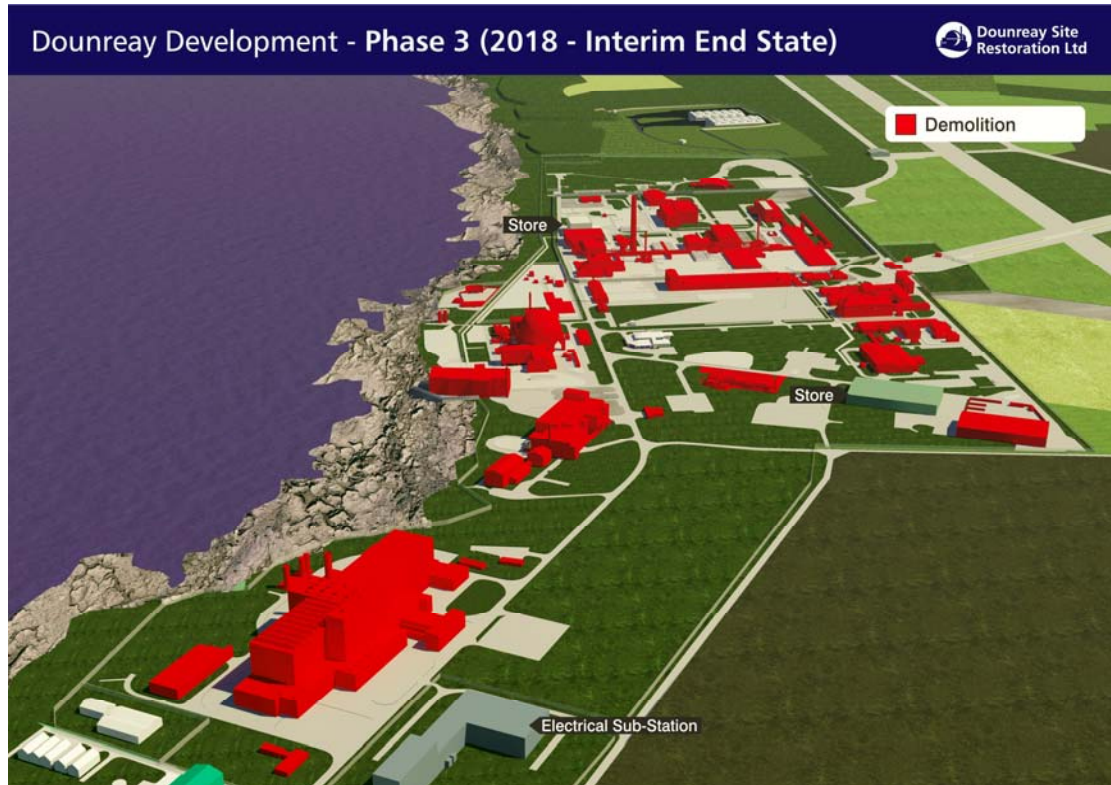 Dounreay Development - Phase 3 (2018 - Interim End State)
Dounreay Site
Restoration Ltd
Demolition
Store
Store
Electrical Sub-Station